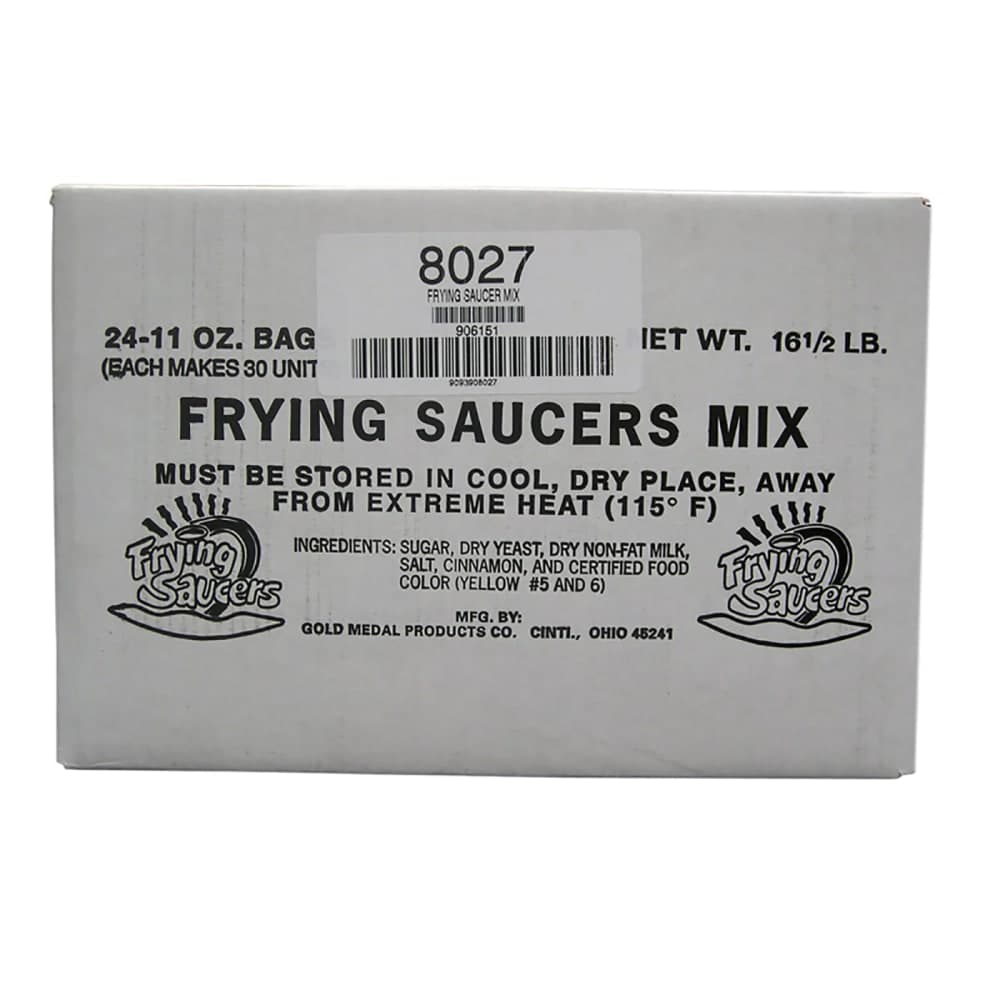 8027
FRYING SAUCER MIX
906151
24-11 OZ. BAG
NET WT. 16 1/2 LB.
(EACH MAKES 30 UNIT
9093908027
FRYING SAUCERS MIX
MUST BE STORED IN COOL, DRY PLACE, AWAY
FROM EXTREME HEAT (115° F)
Frying
Saucers
INGREDIENTS: SUGAR, DRY YEAST, DRY NON-FAT MILK,
SALT, CINNAMON, AND CERTIFIED FOOD
COLOR (YELLOW #5 AND 6)
Frying
Saucers
MFG. BY:
GOLD MEDAL PRODUCTS CO. CINTI., OHIO 45241